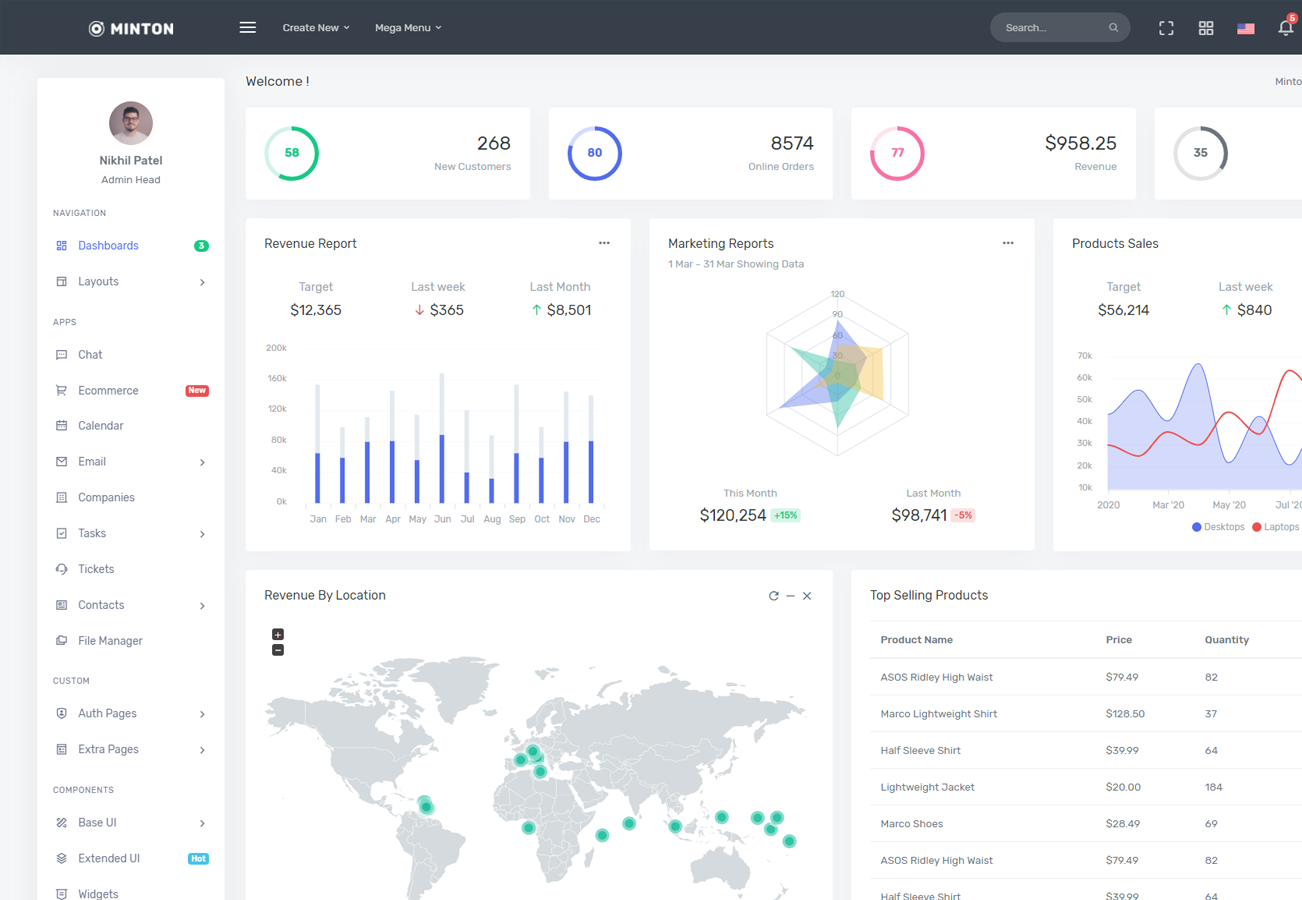 MINTON
Create New
Mega Menu
Search...
5
Nikhil Patel
Admin Head
NAVIGATION
Dashboards 3
Layouts
APPS
Chat
Ecommerce New
Calendar
Email
Companies
Tasks
Tickets
Contacts
File Manager
CUSTOM
Auth Pages
Extra Pages
COMPONENTS
Base UI
Extended UI Hot
Widgets
Welcome !
Minto
58
268
New Customers
80
8574
Online Orders
77
$958.25
Revenue
35
Revenue Report
Target Last week Last Month
$12,365 $365 $8,501
200k
160k
120k
80k
40k
0k
Jan Feb Mar Apr May Jun Jul Aug Sep Oct Nov Dec
Marketing Reports
1 Mar - 31 Mar Showing Data
120
90
60
30
0
This Month Last Month
$120,254 +15% $98,741 -5%
Products Sales
Target Last week
$56,214 $840
70k
60k
50k
40k
30k
20k
10k
2020 Mar '20 May '20 Jul '20
Desktops Laptops
Revenue By Location
+
−
Top Selling Products
Product Name Price Quantity
ASOS Ridley High Waist $79.49 82
Marco Lightweight Shirt $128.50 37
Half Sleeve Shirt $39.99 64
Lightweight Jacket $20.00 184
Marco Shoes $28.49 69
ASOS Ridley High Waist $79.49 82
Half Sleeve Shirt $39.99 64